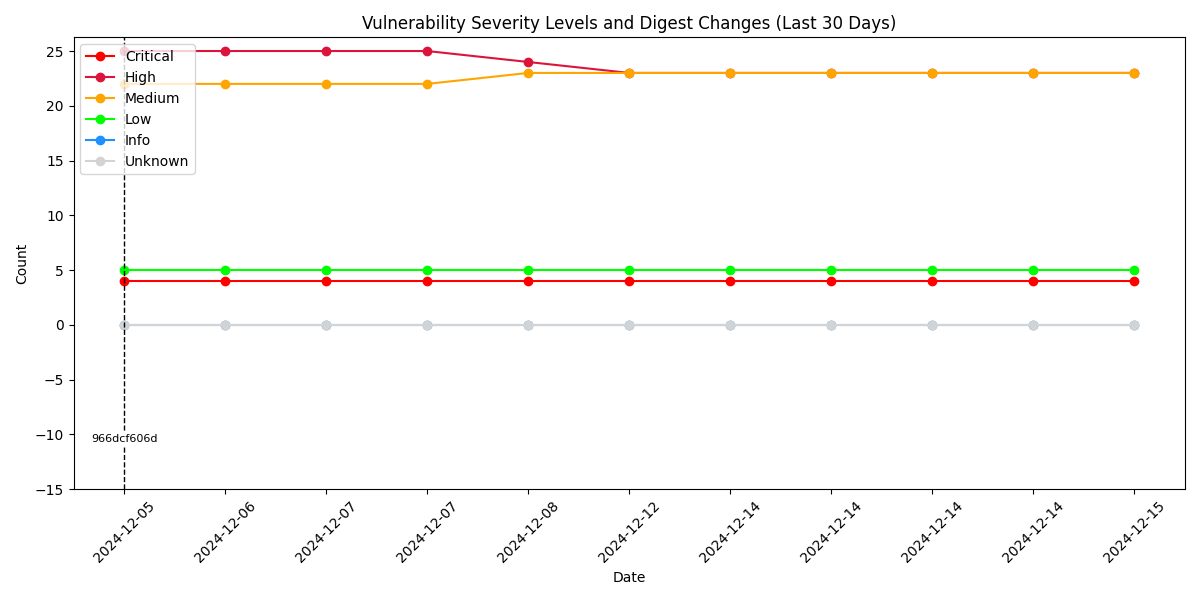 Vulnerability Severity Levels and Digest Changes (Last 30 Days)
Critical
High
Medium
Low
Info
Unknown
25
20
15
10
5
0
−5
−10
−15
Count
966dcf606d
2024-12-05
2024-12-06
2024-12-07
2024-12-07
2024-12-08
2024-12-12
2024-12-14
2024-12-14
2024-12-14
2024-12-14
2024-12-15
Date